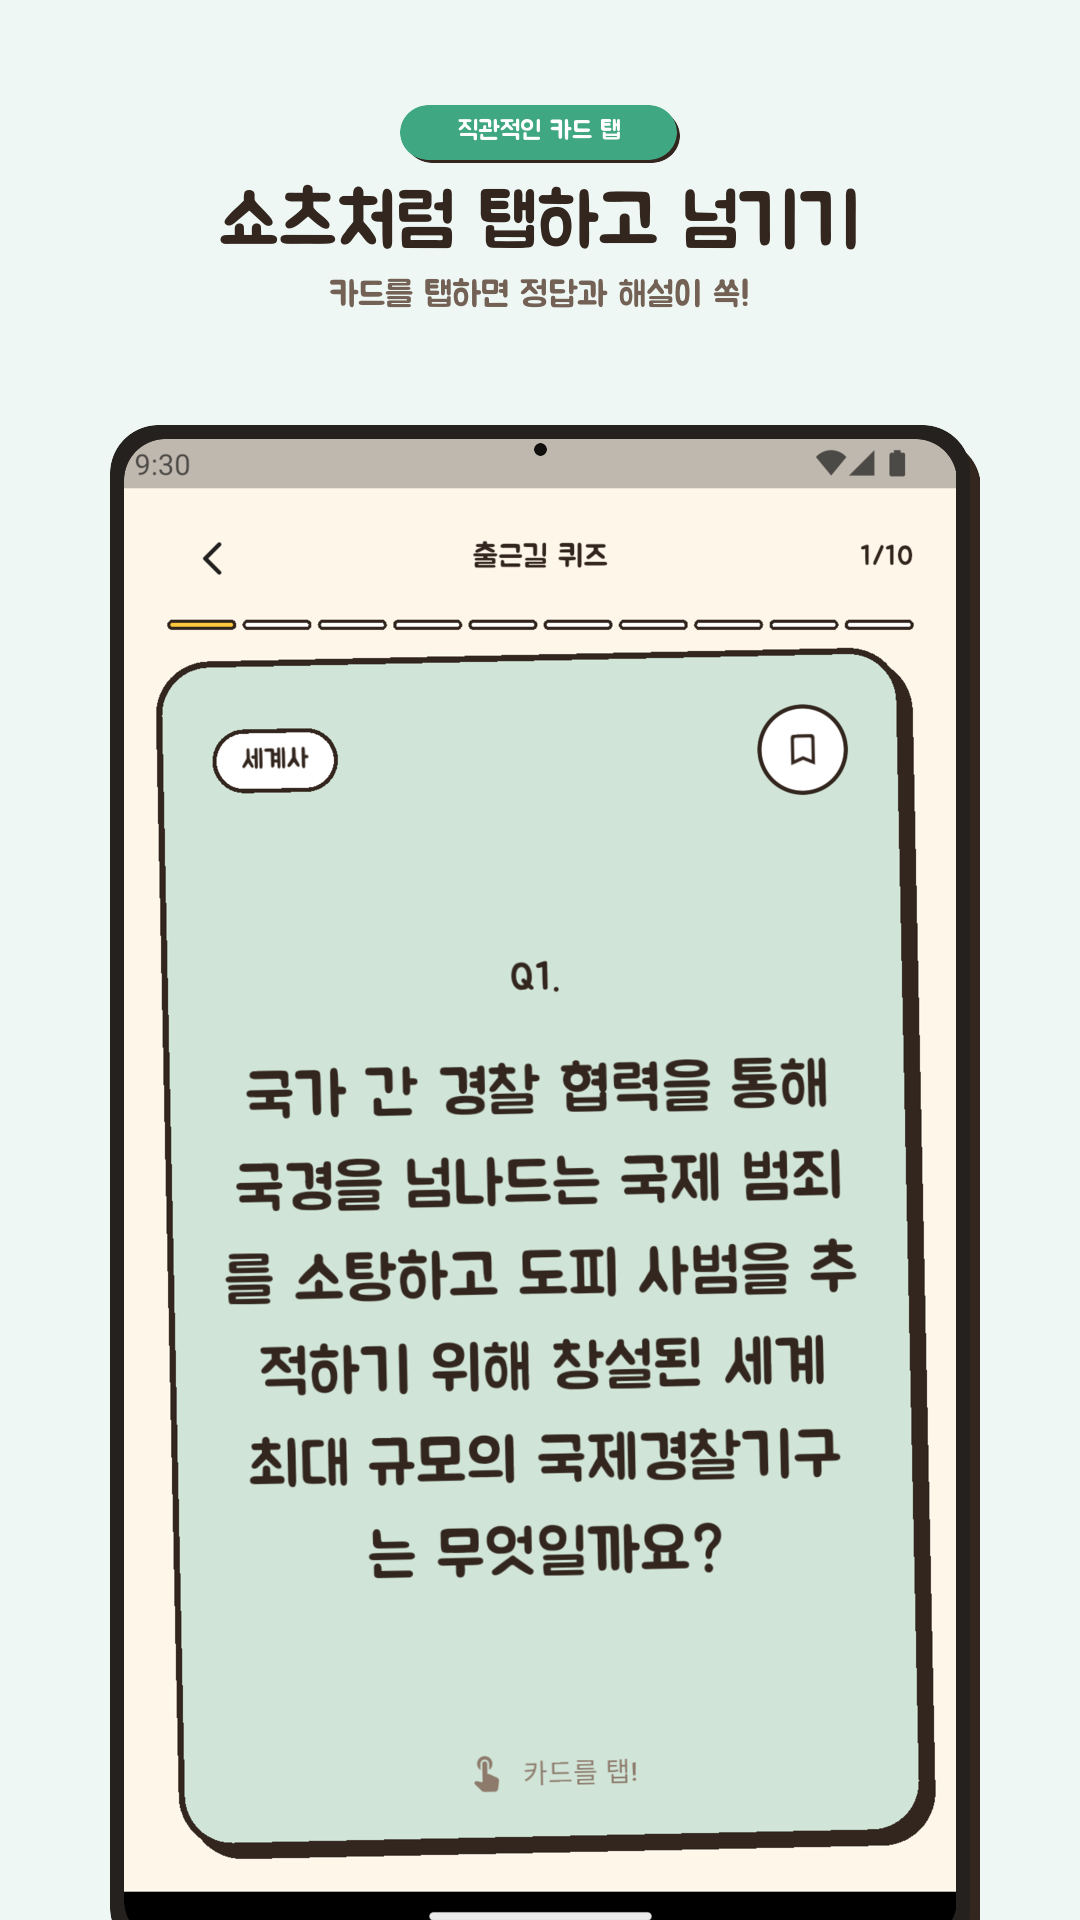 직관적인 카드 탭
쇼츠처럼 탭하고 넘기기
카드를 탭하면 정답과 해설이 쏙!
9:30
출근길 퀴즈
1/10
세계사
Q1.
국가 간 경찰 협력을 통해
국경을 넘나드는 국제 범죄
를 소탕하고 도피 사범을 추
적하기 위해 창설된 세계
최대 규모의 국제경찰기구
는 무엇일까요?
카드를 탭!